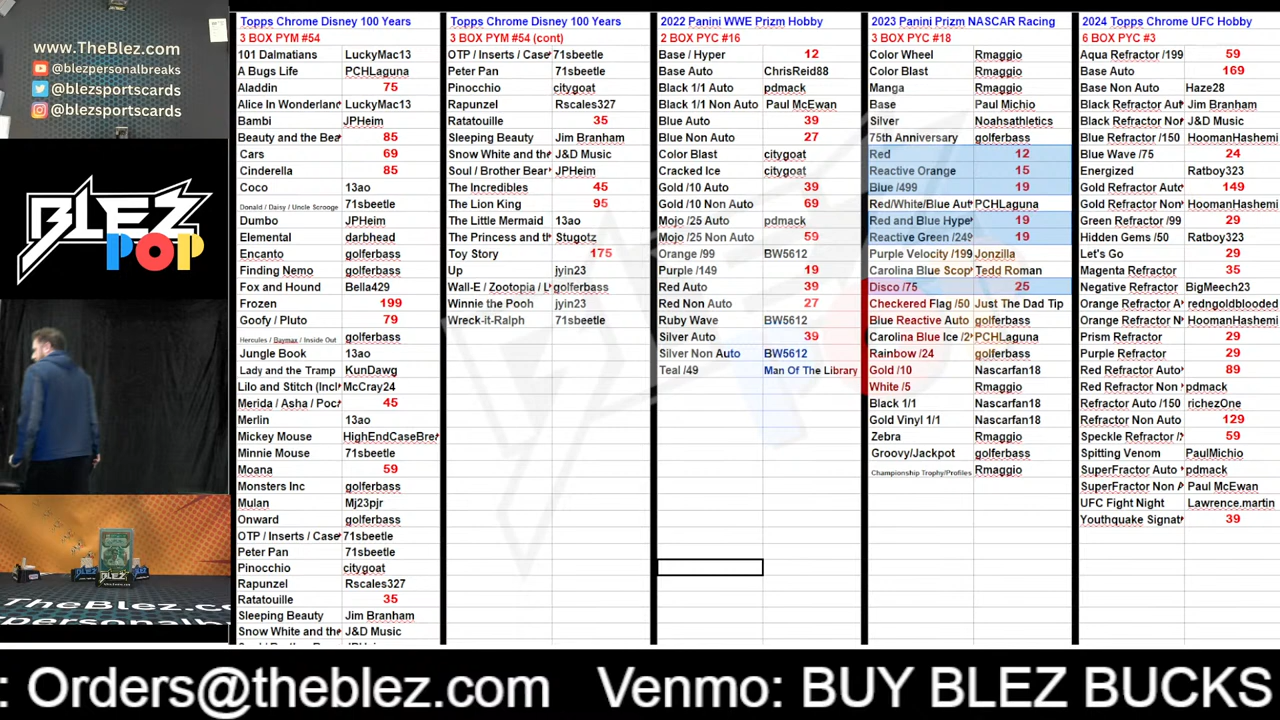 www.TheBlez.com
@blezpersonalbreaks
@blezsportscards
@blezsportscards
BLEZ
POP
BLEZ BLEZ BLEZ
TheBlez.Co
personalb
Topps Chrome Disney 100 Years
3 BOX PYM #54
101 Dalmatians LuckyMac13
A Bugs Life PCHLaguna
Aladdin 75
Alice In Wonderlan LuckyMac13
Bambi JPHeim
Beauty and the Bea 85
Cars 69
Cinderella 85
Coco 13ao
Donald / Daisy / Uncle Scrooge 71sbeetle
Dumbo JPHeim
Elemental darbhead
Encanto golferbass
Finding Nemo golferbass
Fox and Hound Bella429
Frozen 199
Goofy / Pluto 79
Hercules / Baymax / Inside Out golferbass
Jungle Book 13ao
Lady and the Tramp KunDawg
Lilo and Stitch (Incl McCray24
Merida / Asha / Poc 45
Merlin 13ao
Mickey Mouse HighEndCaseBre
Minnie Mouse 71sbeetle
Moana 59
Monsters Inc golferbass
Mulan Mj23pjr
Onward golferbass
OTP / Inserts / Case 71sbeetle
Peter Pan 71sbeetle
Pinocchio citygoat
Rapunzel Rscales327
Ratatouille 35
Sleeping Beauty Jim Branham
Snow White and the J&D Music
Topps Chrome Disney 100 Years
3 BOX PYM #54 (cont)
OTP / Inserts / Case 71sbeetle
Peter Pan 71sbeetle
Pinocchio citygoat
Rapunzel Rscales327
Ratatouille 35
Sleeping Beauty Jim Branham
Snow White and the J&D Music
Soul / Brother Bear JPHeim
The Incredibles 45
The Lion King 95
The Little Mermaid 13ao
The Princess and th Stugotz
Toy Story 175
Up jyin23
Wall-E / Zootopia / L golferbass
Winnie the Pooh jyin23
Wreck-it-Ralph 71sbeetle
2022 Panini WWE Prizm Hobby
2 BOX PYC #16
Base / Hyper 12
Base Auto ChrisReid88
Black 1/1 Auto pdmack
Black 1/1 Non Auto Paul McEwan
Blue Auto 39
Blue Non Auto 27
Color Blast citygoat
Cracked Ice citygoat
Gold /10 Auto 39
Gold /10 Non Auto 69
Mojo /25 Auto pdmack
Mojo /25 Non Auto 59
Orange /99 BW5612
Purple /149 19
Red Auto 39
Red Non Auto 27
Ruby Wave BW5612
Silver Auto 39
Silver Non Auto BW5612
Teal /49 Man Of The Library
2023 Panini Prizm NASCAR Racing
3 BOX PYC #18
Color Wheel Rmaggio
Color Blast Rmaggio
Manga Rmaggio
Base Paul Michio
Silver Noahsathletics
75th Anniversary golferbass
Red 12
Reactive Orange 15
Blue /499 19
Red/White/Blue Aut PCHLaguna
Red and Blue Hype 19
Reactive Green /249 19
Purple Velocity /199 Jonzilla
Carolina Blue Scop Tedd Roman
Disco /75 25
Checkered Flag /50 Just The Dad Tip
Blue Reactive Auto golferbass
Carolina Blue Ice /2 PCHLaguna
Rainbow /24 golferbass
Gold /10 Nascarfan18
White /5 Rmaggio
Black 1/1 Nascarfan18
Gold Vinyl 1/1 Nascarfan18
Zebra Rmaggio
Groovy/Jackpot golferbass
Championship Trophy/Profiles Rmaggio
2024 Topps Chrome UFC Hobby
6 BOX PYC #3
Aqua Refractor /199 59
Base Auto 169
Base Non Auto Haze28
Black Refractor Aut Jim Branham
Black Refractor Nor J&D Music
Blue Refractor /150 HoomanHashemi
Blue Wave /75 24
Energized Ratboy323
Gold Refractor Aut 149
Gold Refractor Non HoomanHashemi
Green Refractor /99 29
Hidden Gems /50 Ratboy323
Let's Go 29
Magenta Refractor 35
Negative Refractor BigMeech23
Orange Refractor A redngoldblooded
Orange Refractor N HoomanHashemi
Prism Refractor 29
Purple Refractor 29
Red Refractor Auto 89
Red Refractor Non pdmack
Refractor Auto /150 richezOne
Refractor Non Auto 129
Speckle Refractor / 59
Spitting Venom PaulMichio
SuperFractor Auto pdmack
SuperFractor Non A Paul McEwan
UFC Fight Night Lawrence.martin
Youthquake Signat 39
: Orders@theblez.com Venmo: BUY BLEZ BUCKS